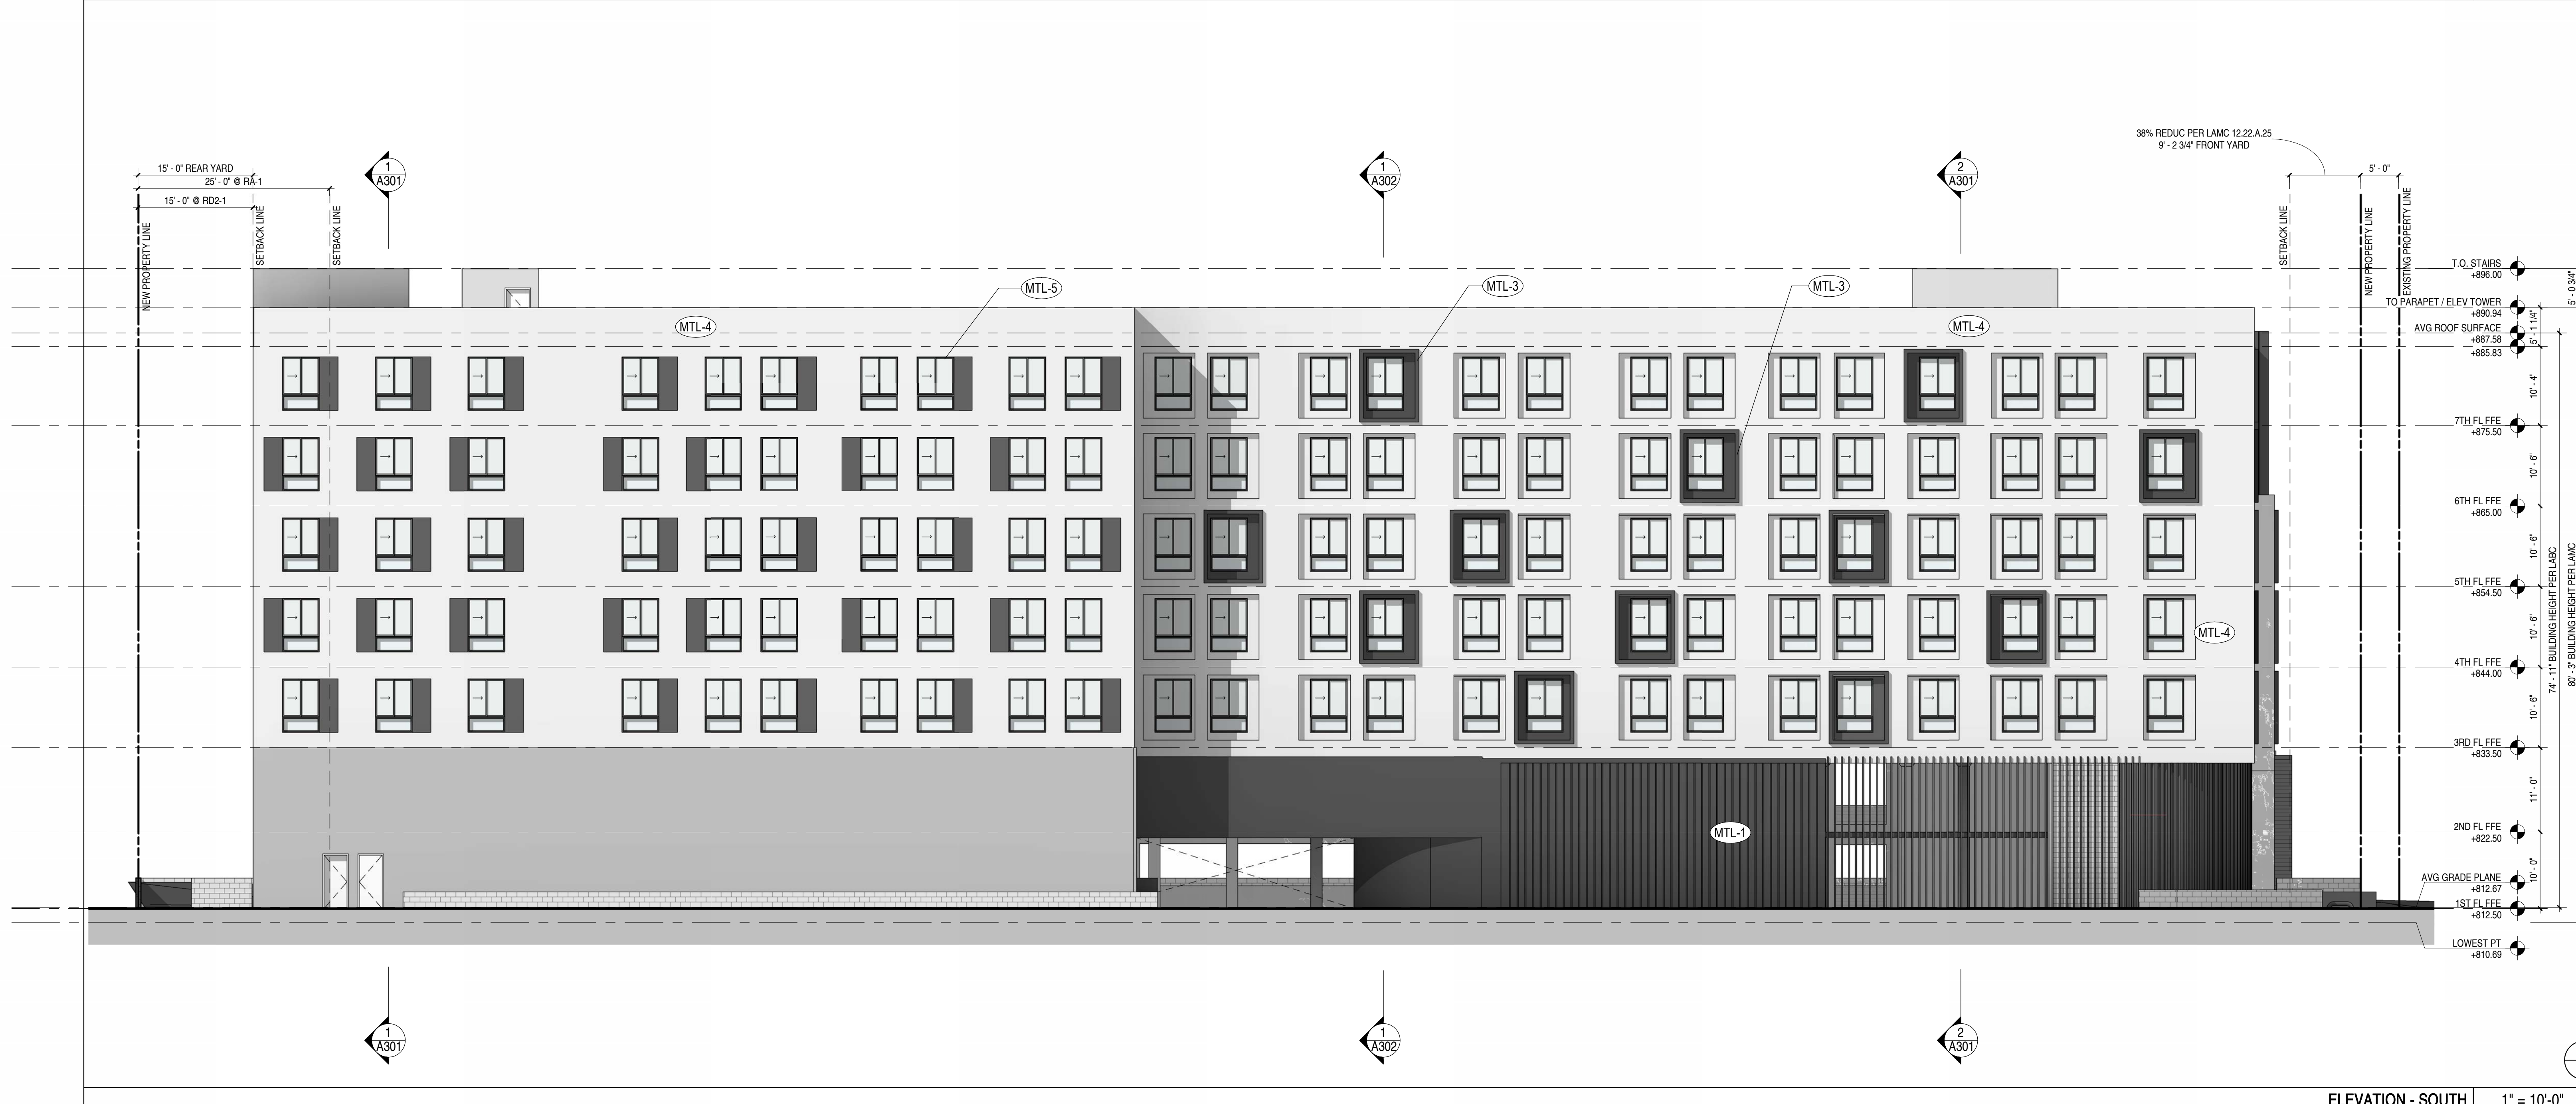 38% REDUC PER LAMC 12.22.A.25
9' - 2 3/4" FRONT YARD
15' - 0" REAR YARD
25' - 0" @ RA-1
15' - 0" @ RD2-1
5' - 0"
1
A301
1
A302
2
A301
NEW PROPERTY LINE
SETBACK LINE
SETBACK LINE
SETBACK LINE
NEW PROPERTY LINE
EXISTING PROPERTY LINE
MTL-5
MTL-3
MTL-3
MTL-4
MTL-4
MTL-4
MTL-1
T.O. STAIRS
+896.00
TO PARAPET / ELEV TOWER
+890.94
AVG ROOF SURFACE
+887.58
+885.83
7TH FL FFE
+875.50
6TH FL FFE
+865.00
5TH FL FFE
+854.50
4TH FL FFE
+844.00
3RD FL FFE
+833.50
2ND FL FFE
+822.50
AVG GRADE PLANE
+812.67
1ST FL FFE
+812.50
LOWEST PT
+810.69
5' - 0 3/4"
5' - 1 1/4"
10' - 4"
10' - 6"
10' - 6"
10' - 6"
10' - 6"
11' - 0"
10' - 0"
74' - 11" BUILDING HEIGHT PER LABC
80' - 3" BUILDING HEIGHT PER LAMC
1
A301
1
A302
2
A301
ELEVATION - SOUTH
1" = 10'-0"